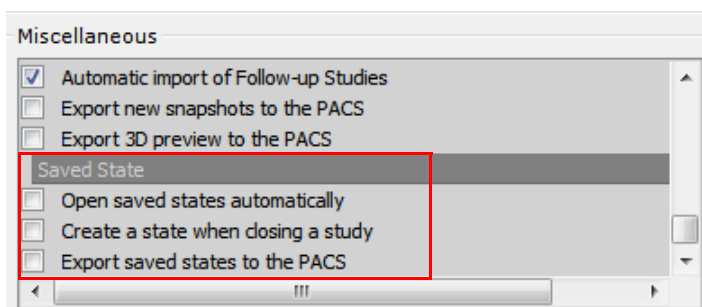 Miscellaneous
Automatic import of Follow-up Studies
Export new snapshots to the PACS
Export 3D preview to the PACS
Saved State
Open saved states automatically
Create a state when closing a study
Export saved states to the PACS